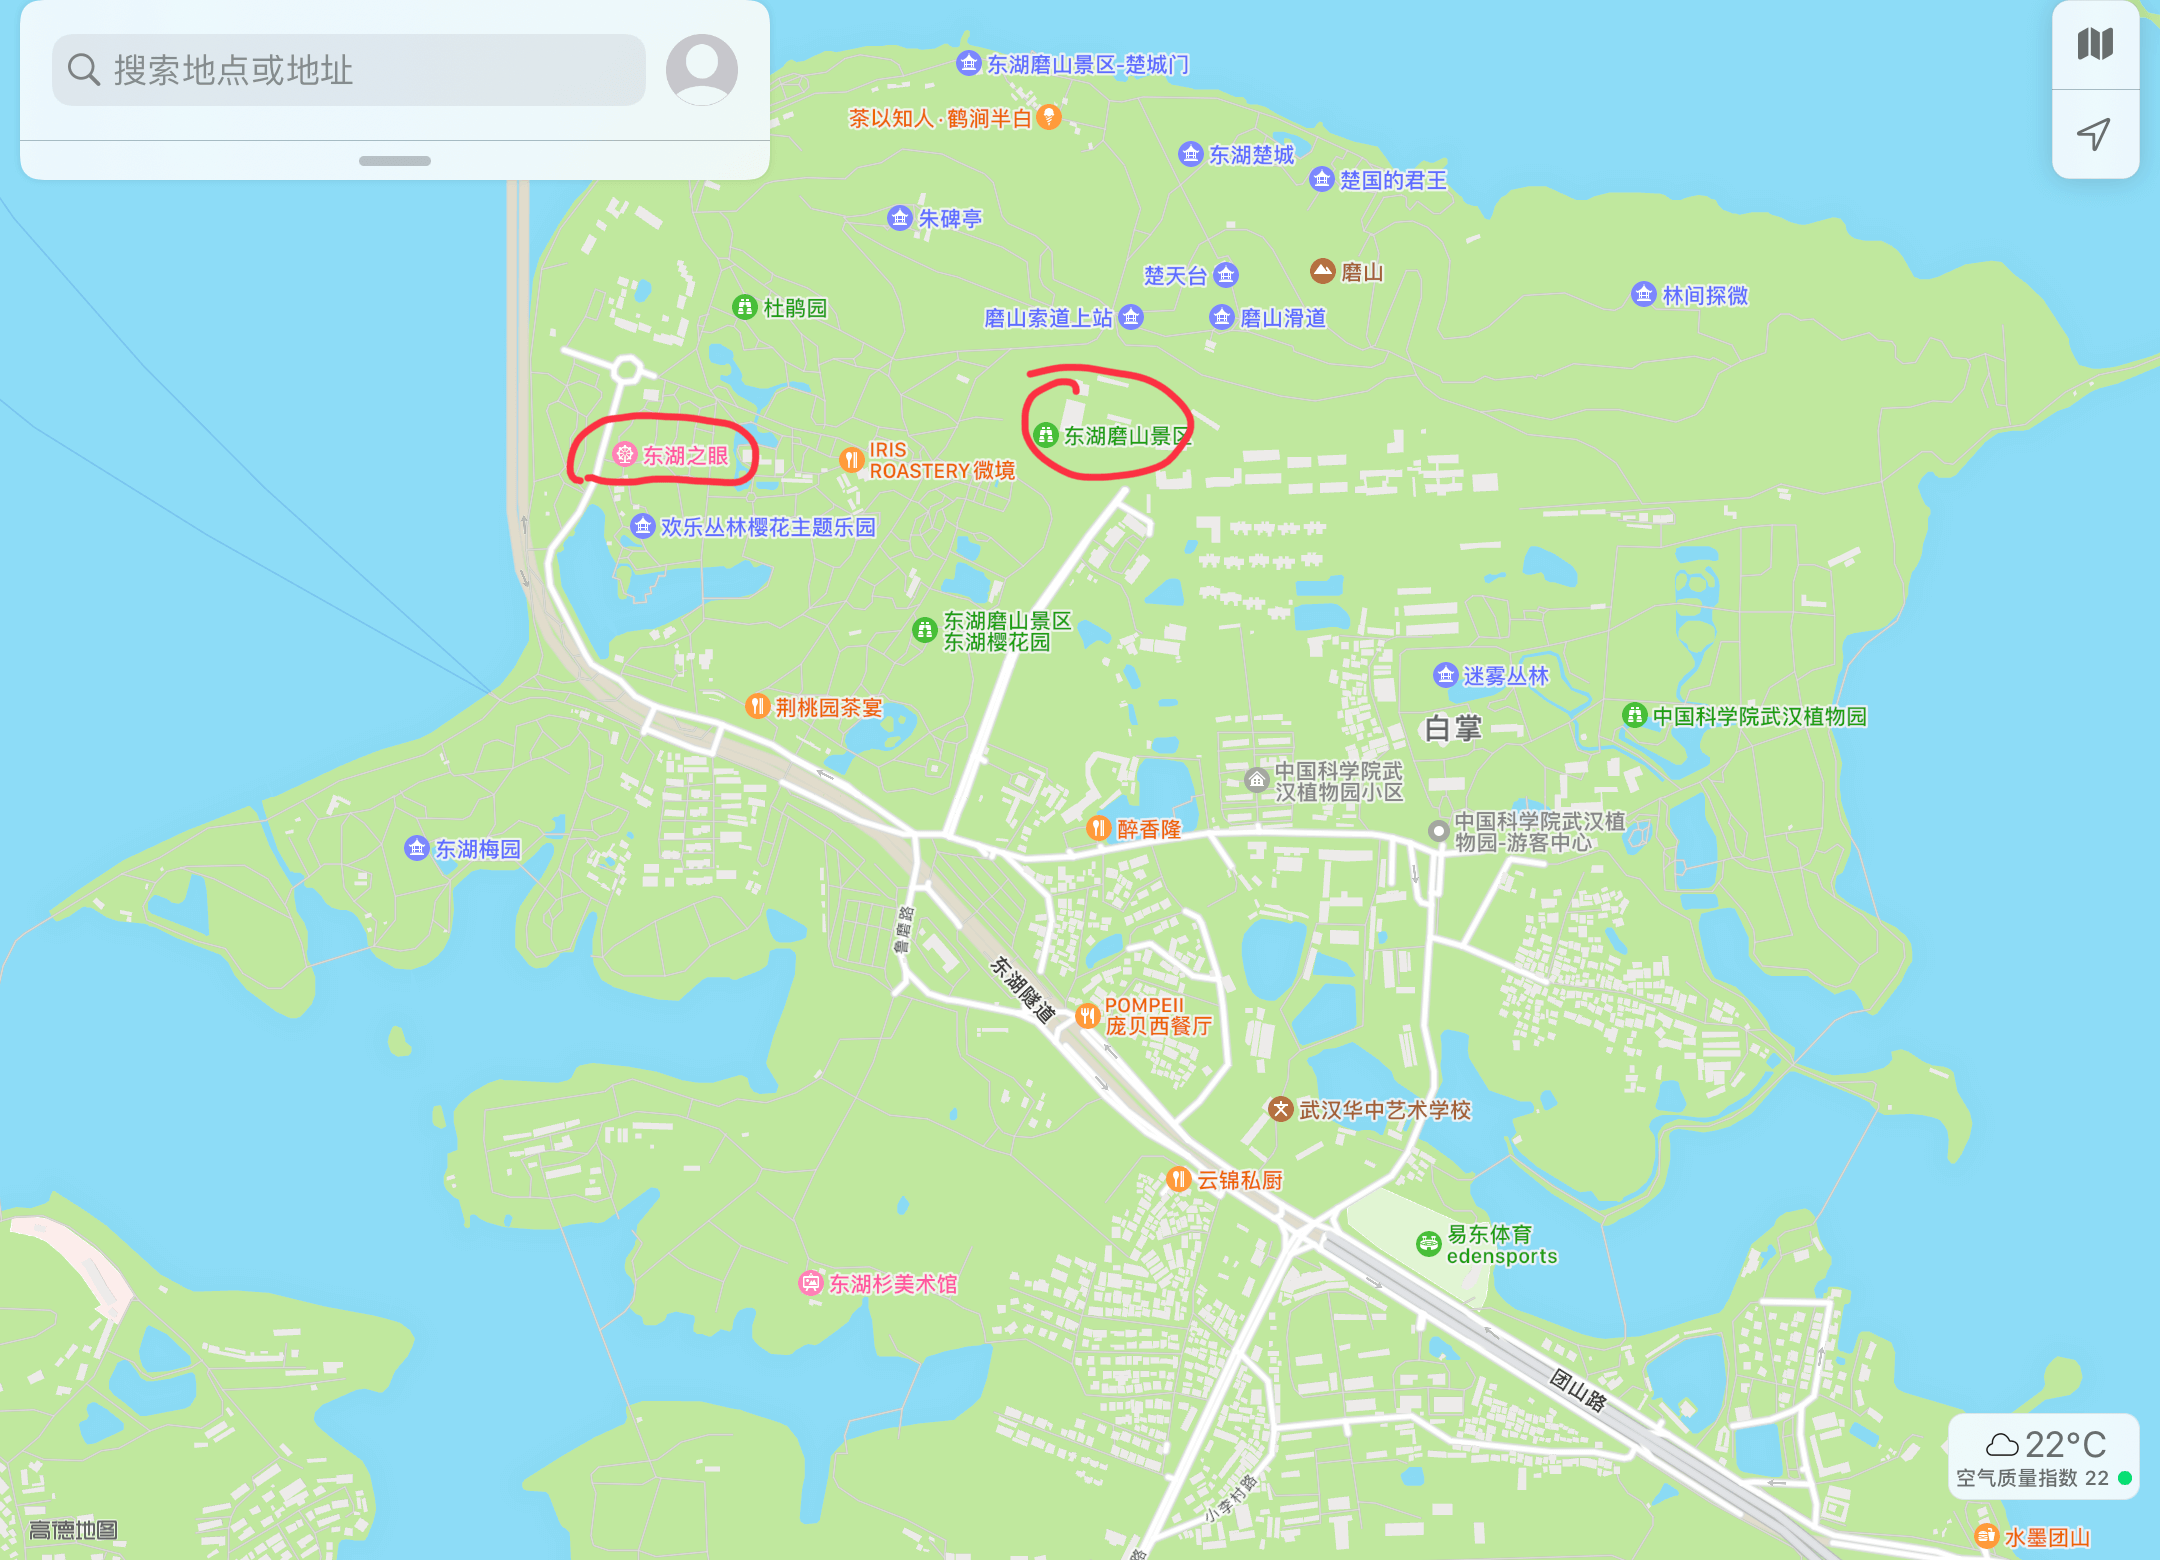 搜索地点或地址
东湖磨山景区-楚城门
茶以知人·鹤涧半白
东湖楚城
楚国的君王
朱碑亭
楚天台
磨山
林间探微
杜鹃园
磨山索道上站
磨山滑道
东湖磨山景区
东湖之眼
IRIS
ROASTERY 微境
欢乐丛林樱花主题乐园
东湖磨山景区
东湖樱花园
迷雾丛林
荆桃园茶宴
中国科学院武汉植物园
白掌
中国科学院武
汉植物园小区
醉香隆
中国科学院武汉植
物园-游客中心
东湖梅园
鲁磨路
东湖隧道
POMPEII
庞贝西餐厅
武汉华中艺术学校
云锦私厨
易东体育
edensports
东湖杉美术馆
团山路
小李村路
路
22°C
空气质量指数 22
高德地图
水墨团山